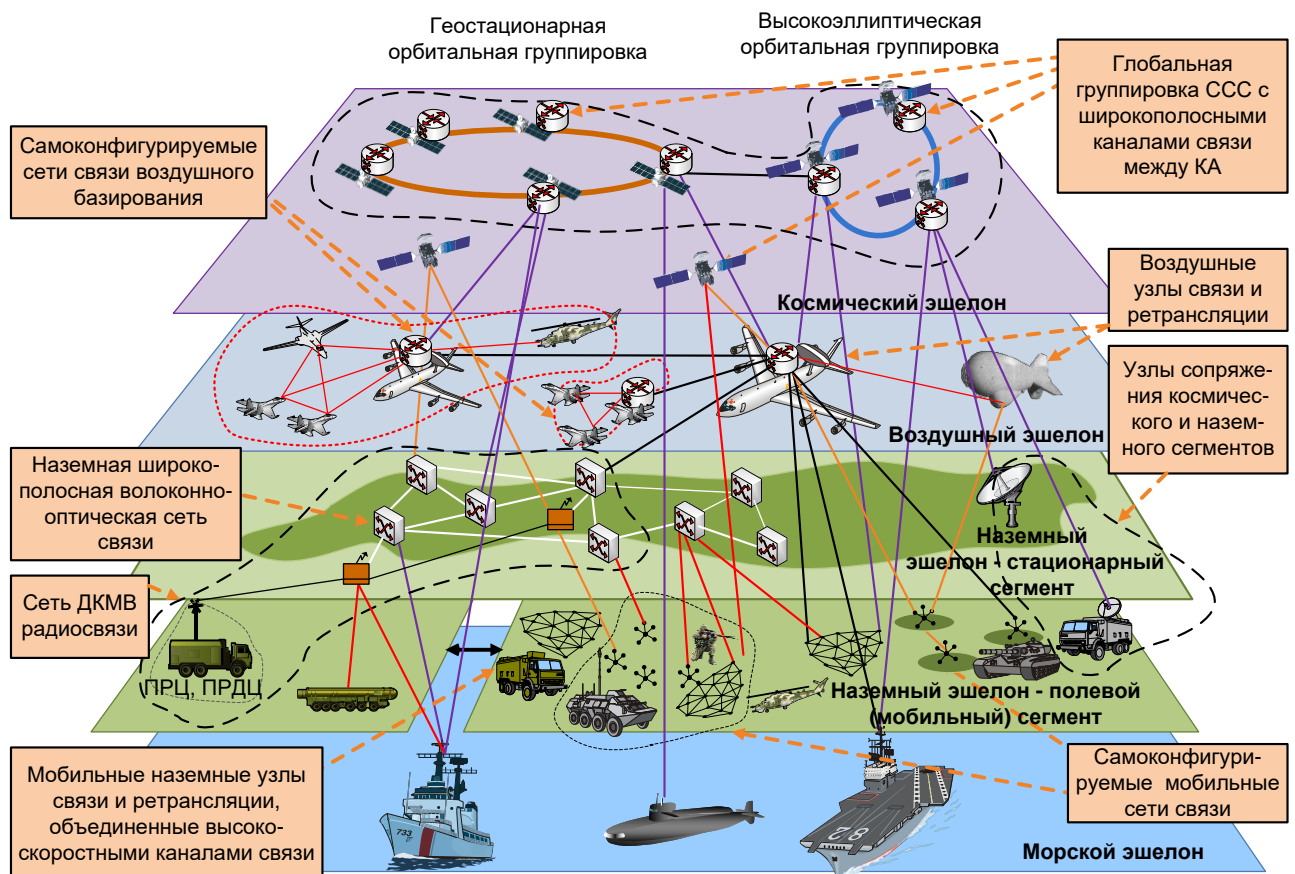 Геостационарная
орбитальная группировка
Высокоэллиптическая
орбитальная группировка
Глобальная
группировка ССС с
широкополосными
каналами связи
между КА
Самоконфигурируемые
сети связи воздушного
базирования
Воздушные
узлы связи и
ретрансляции
Космический эшелон
Узлы сопряже-
ния космичес-
кого и назем-
ного сегментов
Воздушный эшелон
Наземная широко-
полосная волоконно-
оптическая сеть
связи
Наземный
эшелон - стационарный
сегмент
Сеть ДКМВ
радиосвязи
ПРЦ, ПРДЦ
Наземный эшелон - полевой
(мобильный) сегмент
Мобильные наземные узлы
связи и ретрансляции,
объединенные высоко-
скоростными каналами связи
Самоконфигури-
руемые мобильные
сети связи
733
82
Морской эшелон